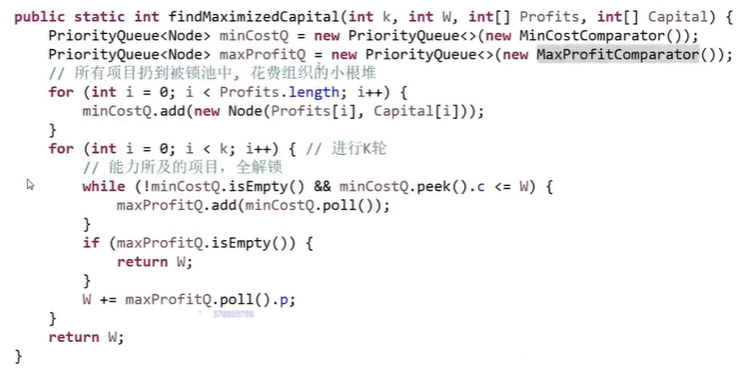 public static int findMaximizedCapital(int k, int W, int[] Profits, int[] Capital) {
PriorityQueue<Node> minCostQ = new PriorityQueue<>(new MinCostComparator());
PriorityQueue<Node> maxProfitQ = new PriorityQueue<>(new MaxProfitComparator());
// 所有项目扔到被锁池中, 花费组织的小根堆
for (int i = 0; i < Profits.length; i++) {
minCostQ.add(new Node(Profits[i], Capital[i]));
}
for (int i = 0; i < k; i++) { // 进行K轮
// 能力所及的项目, 全解锁
while (!minCostQ.isEmpty() && minCostQ.peek().c <= W) {
maxProfitQ.add(minCostQ.poll());
}
if (maxProfitQ.isEmpty()) {
return W;
}
W += maxProfitQ.poll().p;
}
return W;
}